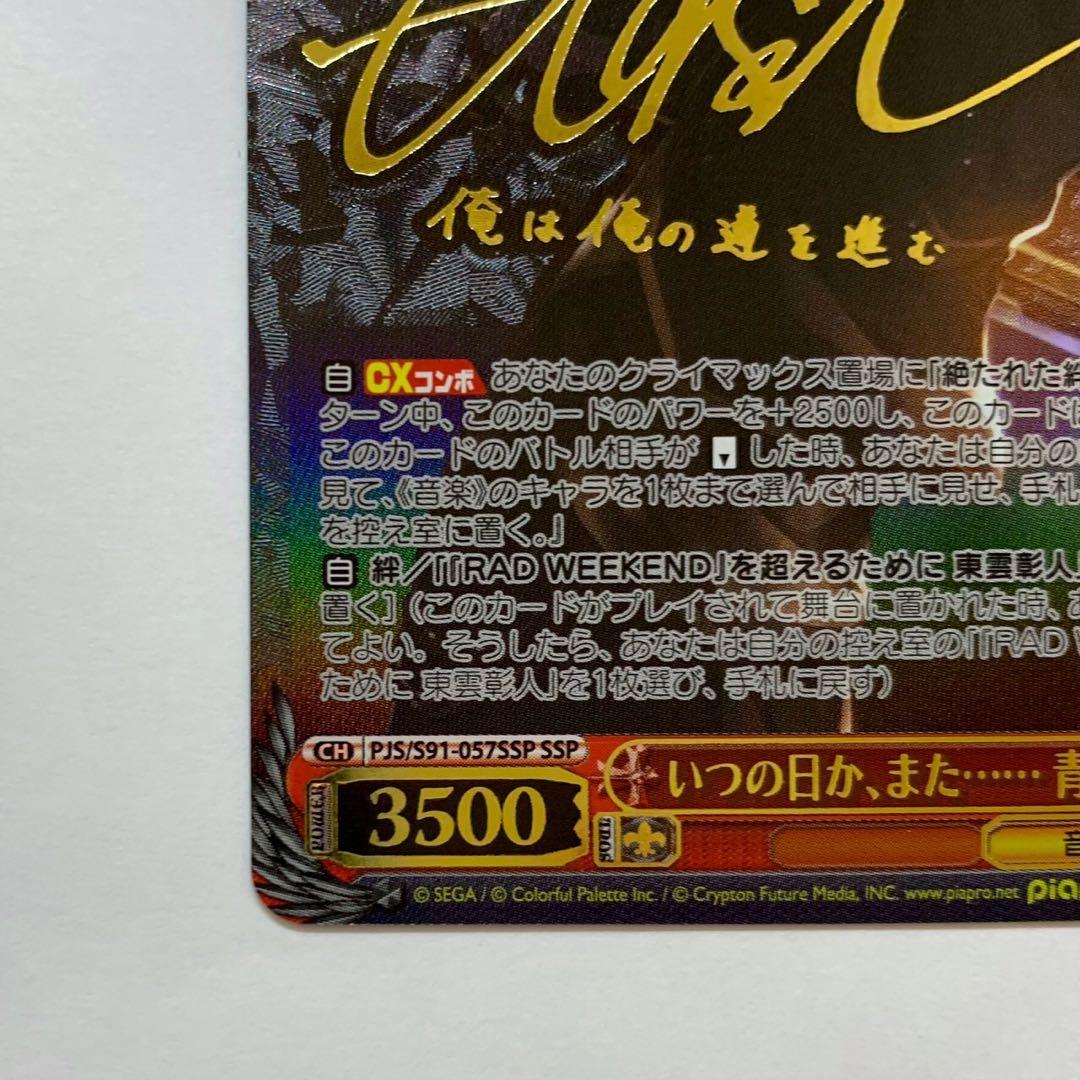 俺は俺の道を進む
自 CXコンボ あなたのクライマックス置場に「絶たれた絆
ターン中、このカードのパワーを+2500し、このカードは
このカードのバトル相手が した時、あなたは自分の
見て、《音楽》のキャラを1枚まで選んで相手に見せ、手札
を控え室に置く。』
自 絆/「「RAD WEEKEND」を超えるために 東雲彰人」
置く］（このカードがプレイされて舞台に置かれた時、あ
てよい。そうしたら、あなたは自分の控え室の「「RAD W
ために 東雲彰人」を1枚選び、手札に戻す）
CH PJS/S91-057SSP SSP
POWER 3500
いつの日か、また…… 青
SOUL
音
© SEGA / © Colorful Palette Inc. / © Crypton Future Media, INC. www.piapro.net pia